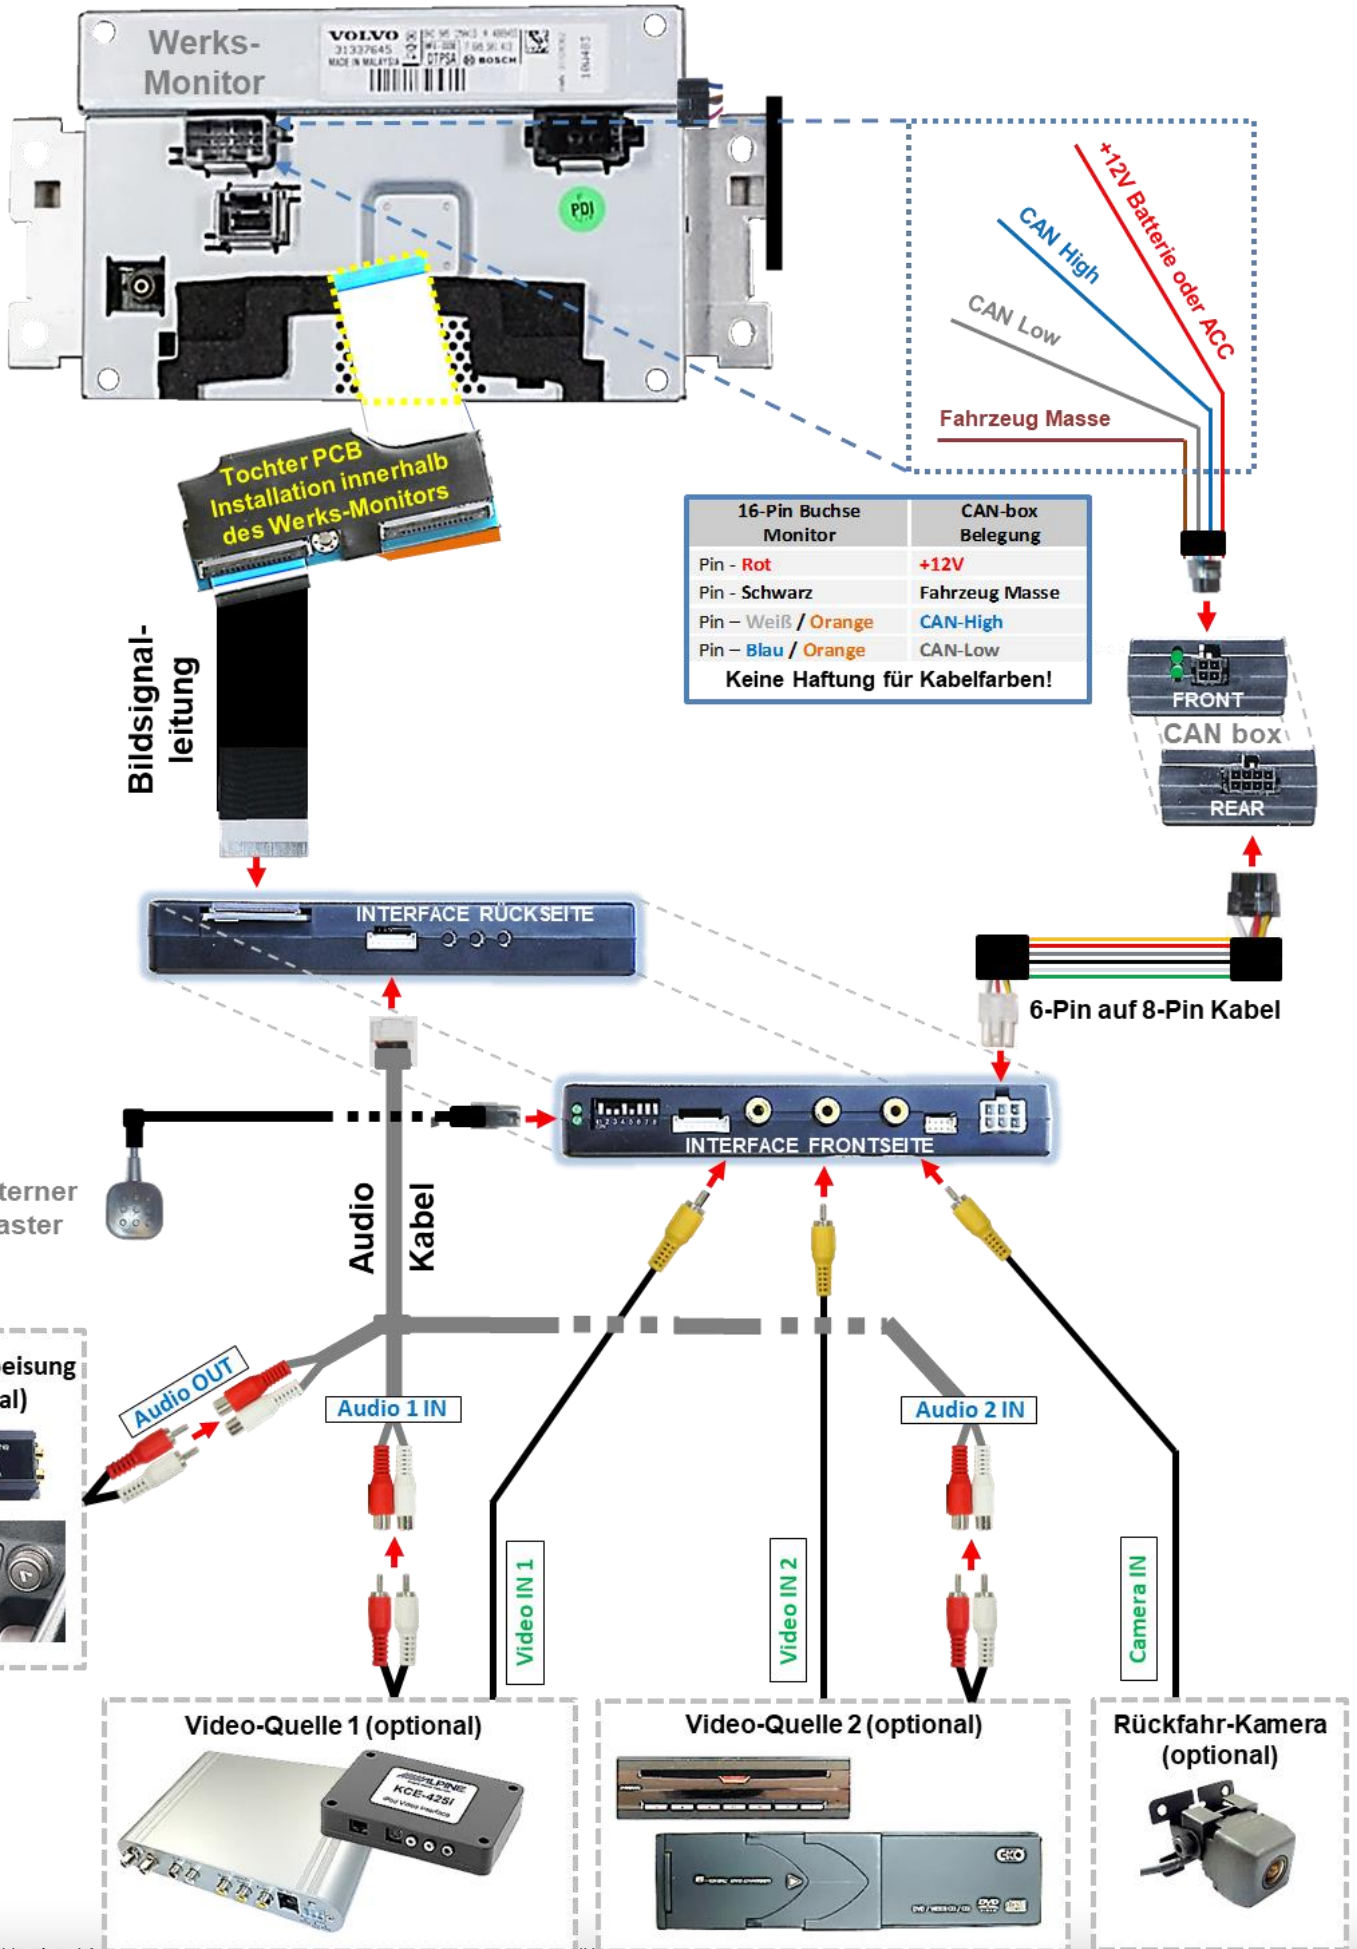 Werks-
Monitor
VOLVO
31337645
MADE IN MALAYSIA
DTPSA
BOSCH
PDI
+12V Batterie oder ACC
CAN High
CAN Low
Fahrzeug Masse
Tochter PCB
Installation innerhalb
des Werks-Monitors
16-Pin Buchse
Monitor
CAN-box
Belegung
Pin - Rot
+12V
Pin - Schwarz
Fahrzeug Masse
Pin – Weiß / Orange
CAN-High
Pin – Blau / Orange
CAN-Low
Keine Haftung für Kabelfarben!
Bildsignal-
leitung
FRONT
CAN box
REAR
INTERFACE RÜCKSEITE
6-Pin auf 8-Pin Kabel
INTERFACE FRONTSEITE
terner
aster
Audio
Kabel
eisung
al)
Audio OUT
Audio 1 IN
Audio 2 IN
Video IN 1
Video IN 2
Camera IN
Video-Quelle 1 (optional)
Video-Quelle 2 (optional)
Rückfahr-Kamera
(optional)
ALPINE
KCE-425i
iPod Video Interface
DVD